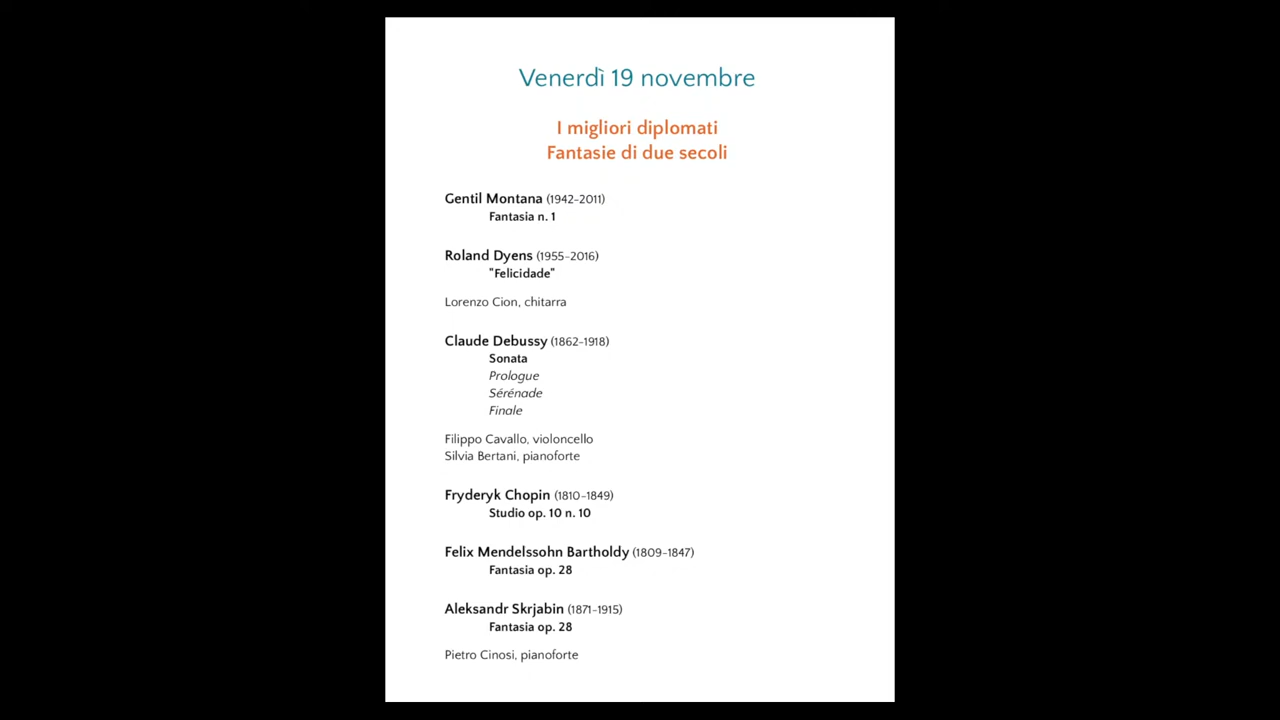 Venerdì 19 novembre
I migliori diplomati
Fantasie di due secoli
Gentil Montana (1942-2011)
Fantasia n. 1
Roland Dyens (1955-2016)
"Felicidade"
Lorenzo Cion, chitarra
Claude Debussy (1862-1918)
Sonata
Prologue
Sérénade
Finale
Filippo Cavallo, violoncello
Silvia Bertani, pianoforte
Fryderyk Chopin (1810-1849)
Studio op. 10 n. 10
Felix Mendelssohn Bartholdy (1809-1847)
Fantasia op. 28
Aleksandr Skrjabin (1871-1915)
Fantasia op. 28
Pietro Cinosi, pianoforte